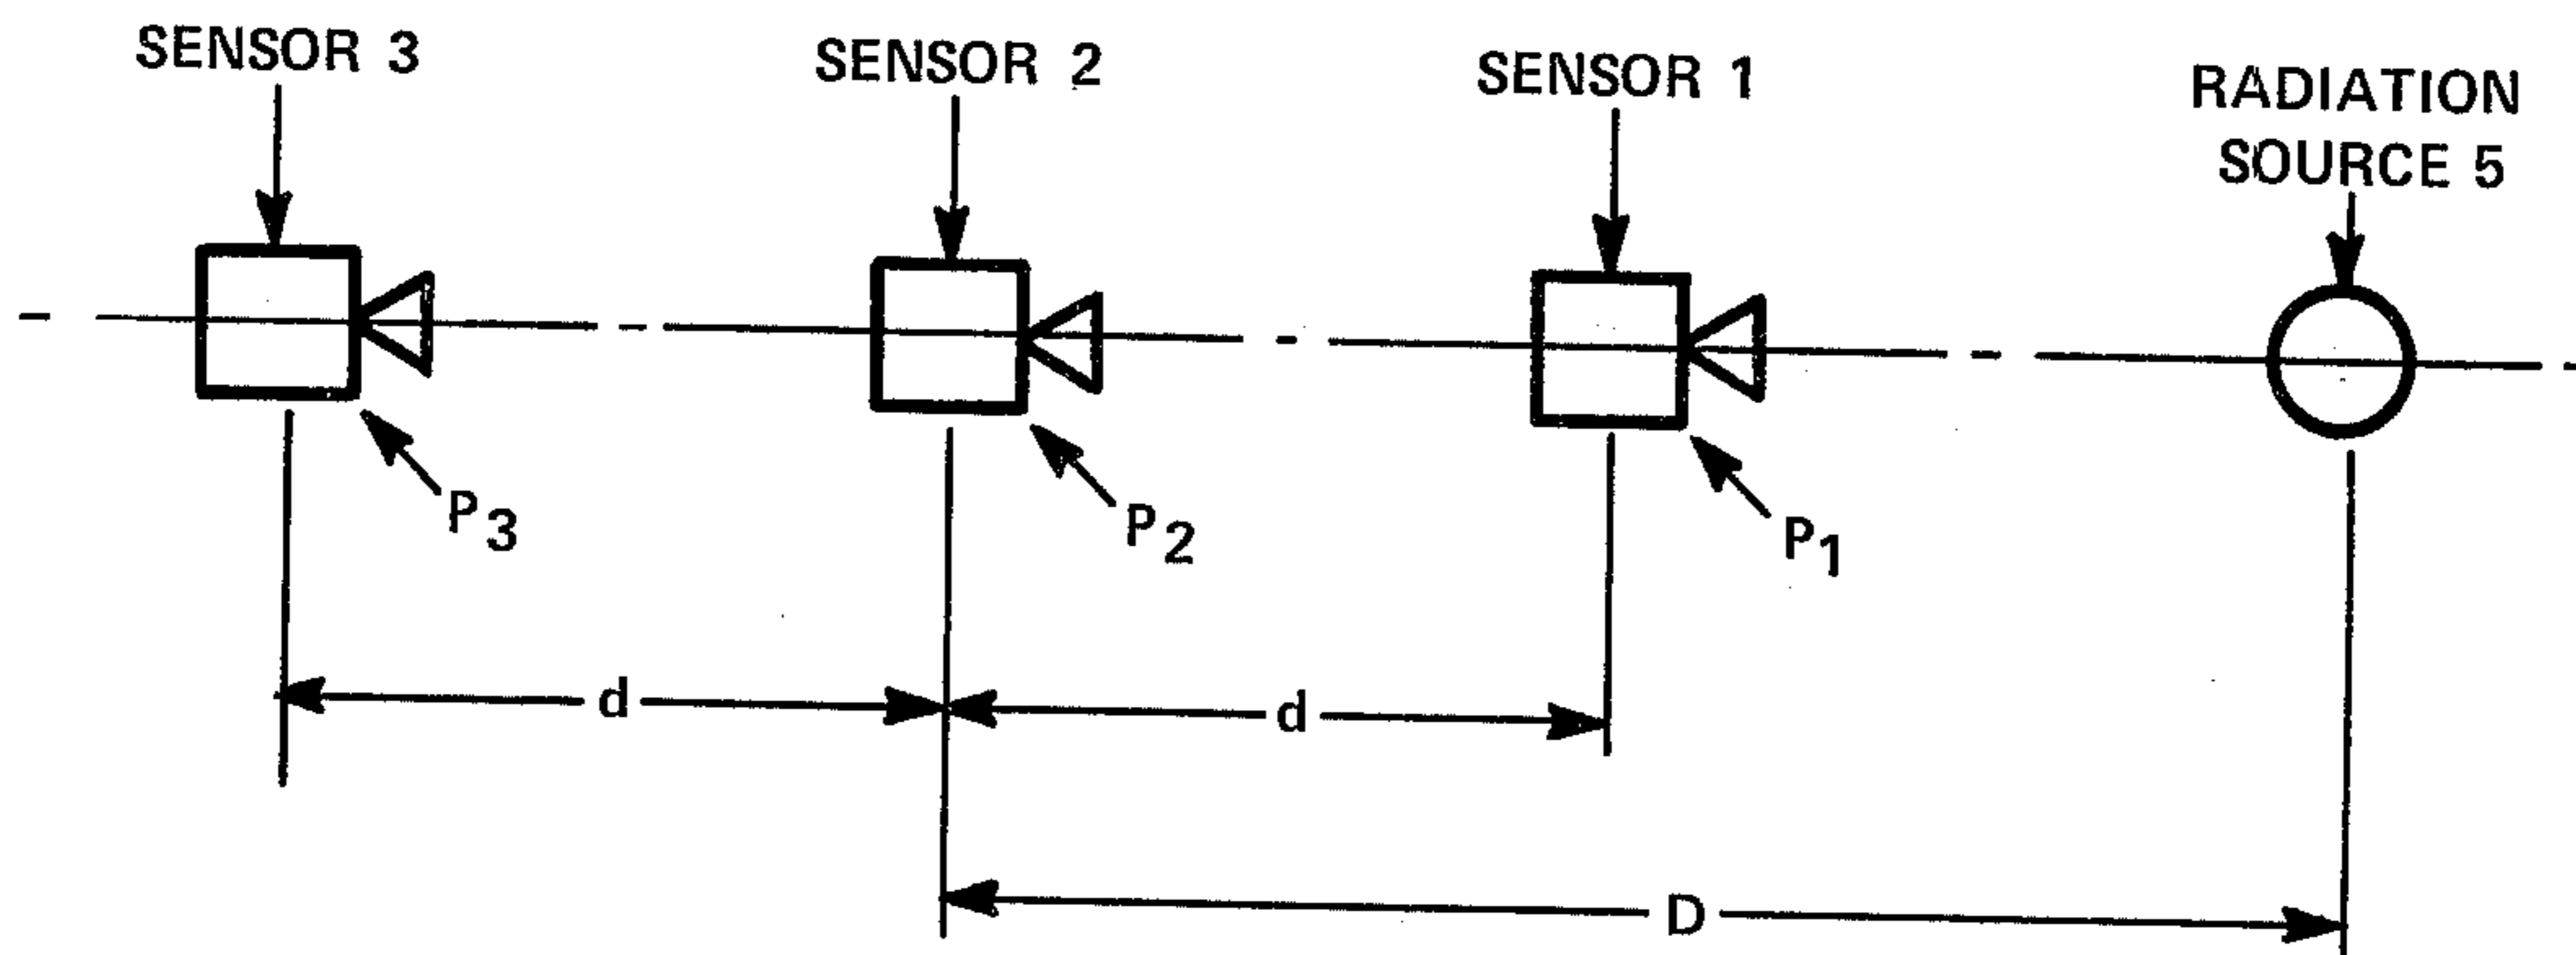 SENSOR 3
SENSOR 2
SENSOR 1
RADIATION
SOURCE 5
P3
P2
P1
d
d
D